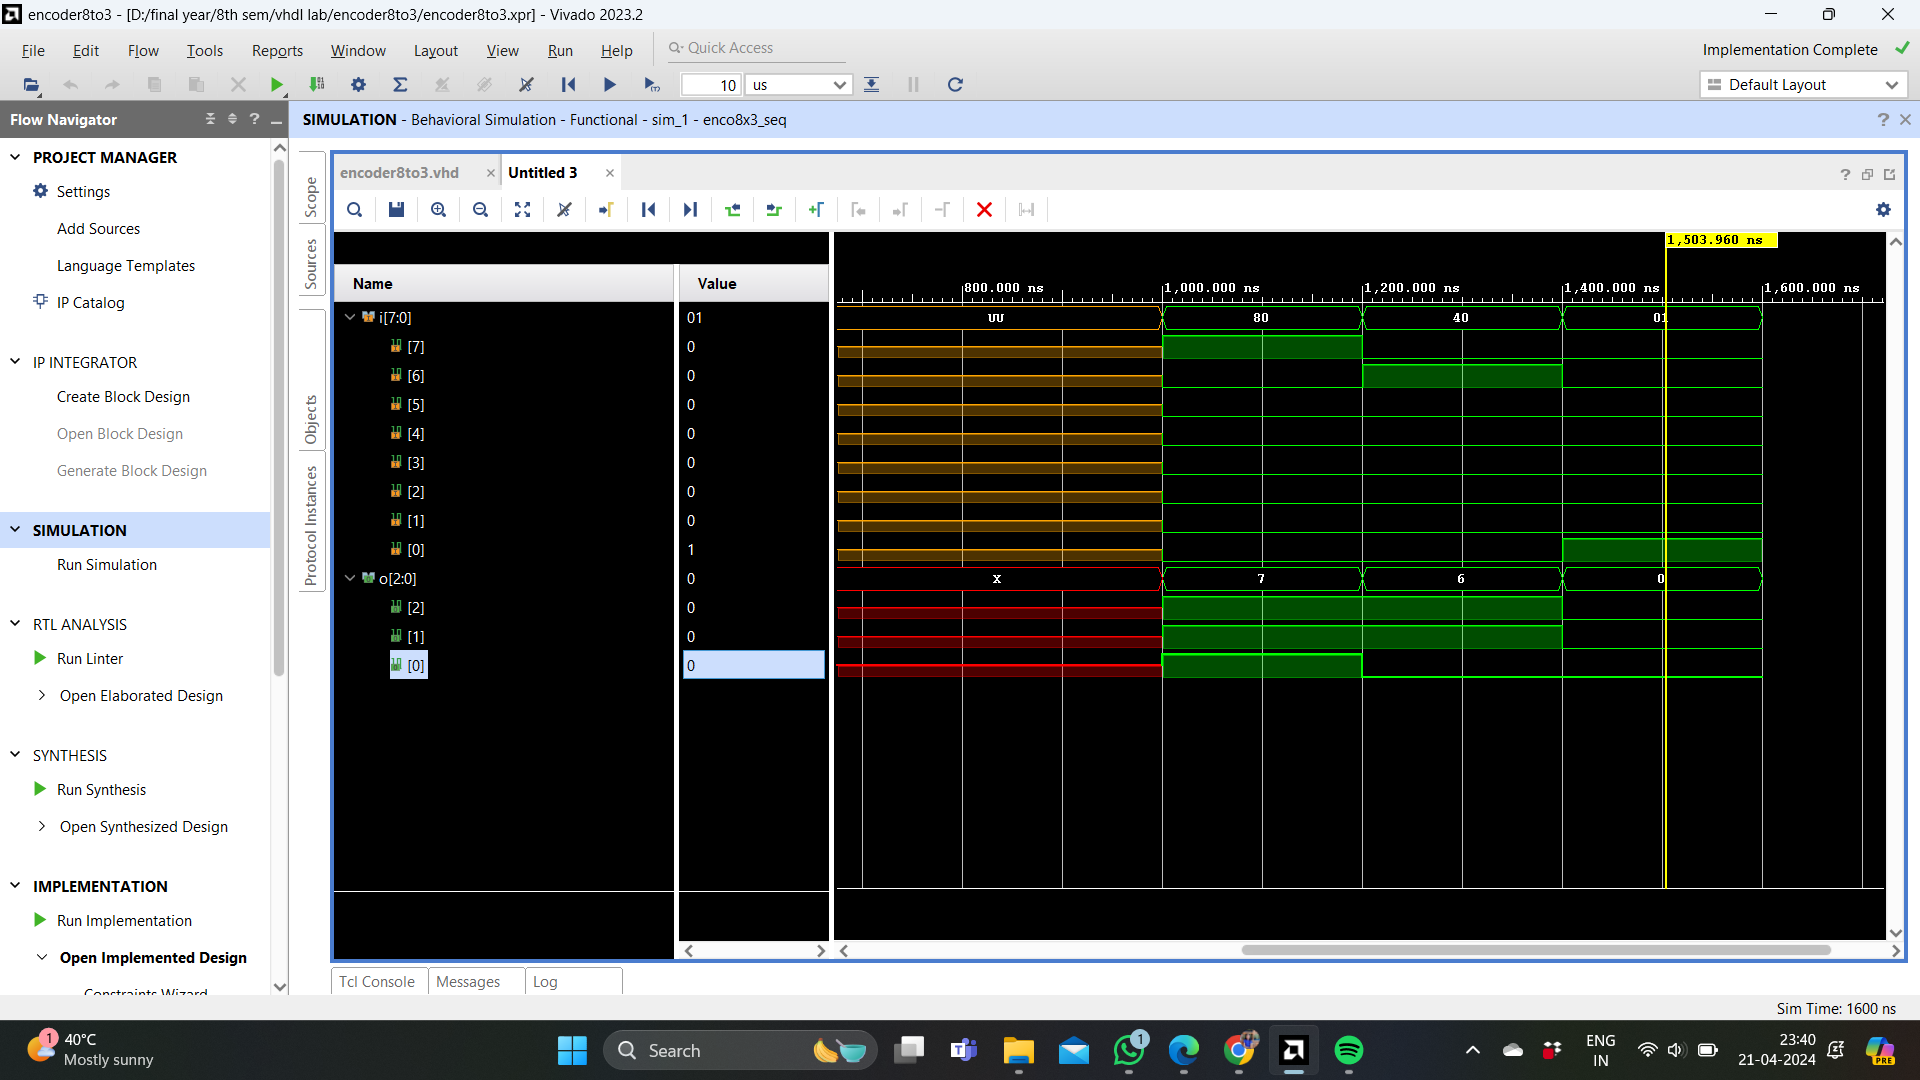 encoder8to3 - [D:/final year/8th sem/vhdl lab/encoder8to3/encoder8to3.xpr] - Vivado 2023.2
File Edit Flow Tools Reports Window Layout View Run Help Quick Access
Implementation Complete
10 us
Default Layout
Flow Navigator
SIMULATION - Behavioral Simulation - Functional - sim_1 - enco8x3_seq
PROJECT MANAGER
Settings
Add Sources
Language Templates
IP Catalog
IP INTEGRATOR
Create Block Design
Open Block Design
Generate Block Design
SIMULATION
Run Simulation
RTL ANALYSIS
Run Linter
Open Elaborated Design
SYNTHESIS
Run Synthesis
Open Synthesized Design
IMPLEMENTATION
Run Implementation
Open Implemented Design
Constraints Wizard
Scope
Sources
Objects
Protocol Instances
encoder8to3.vhd
Untitled 3
1,503.960 ns
Name Value
800.000 ns 1,000.000 ns 1,200.000 ns 1,400.000 ns 1,600.000 ns
i[7:0] 01 UU 80 40 01
[7] 0
[6] 0
[5] 0
[4] 0
[3] 0
[2] 0
[1] 0
[0] 1
o[2:0] 0 X 7 6 0
[2] 0
[1] 0
[0] 0
Tcl Console Messages Log
Sim Time: 1600 ns
1
40°C
Mostly sunny
Search
1
ENG
IN
23:40
21-04-2024
PRE